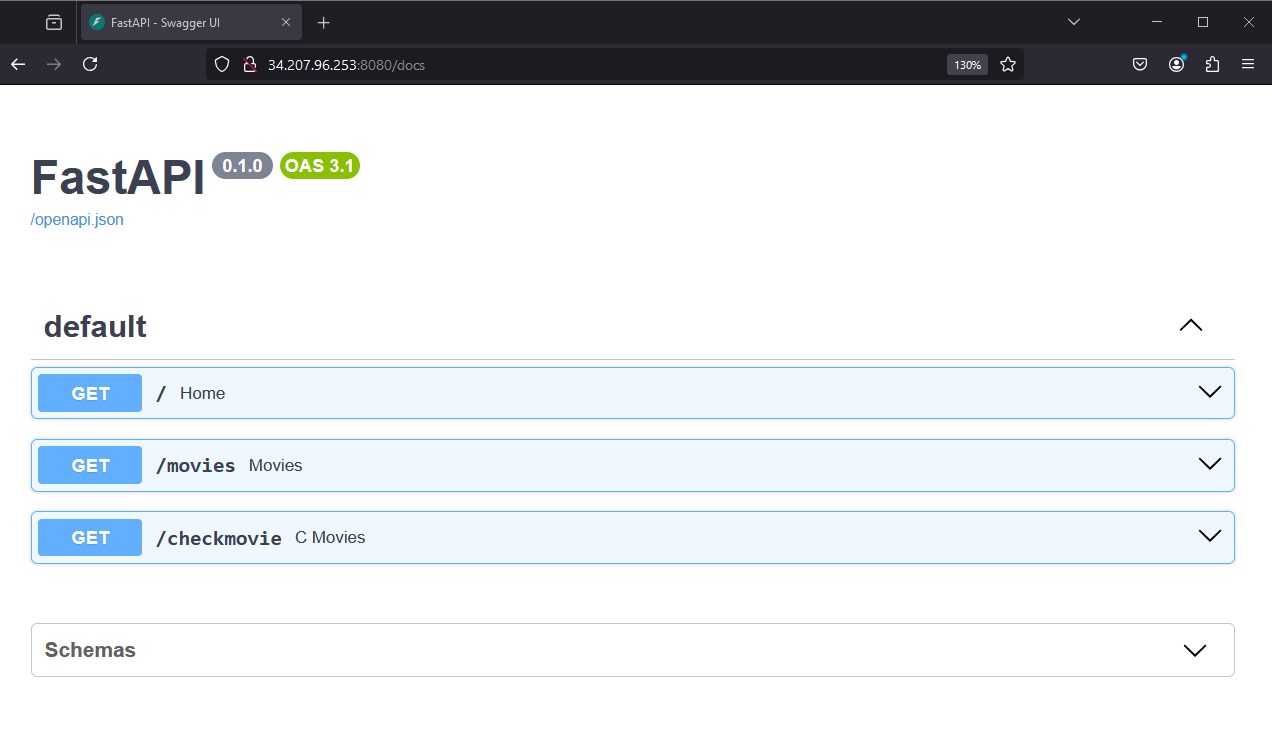 FastAPI - Swagger UI
34.207.96.253:8080/docs 130%
FastAPI 0.1.0 OAS 3.1
/openapi.json
default
GET / Home
GET /movies Movies
GET /checkmovie C Movies
Schemas